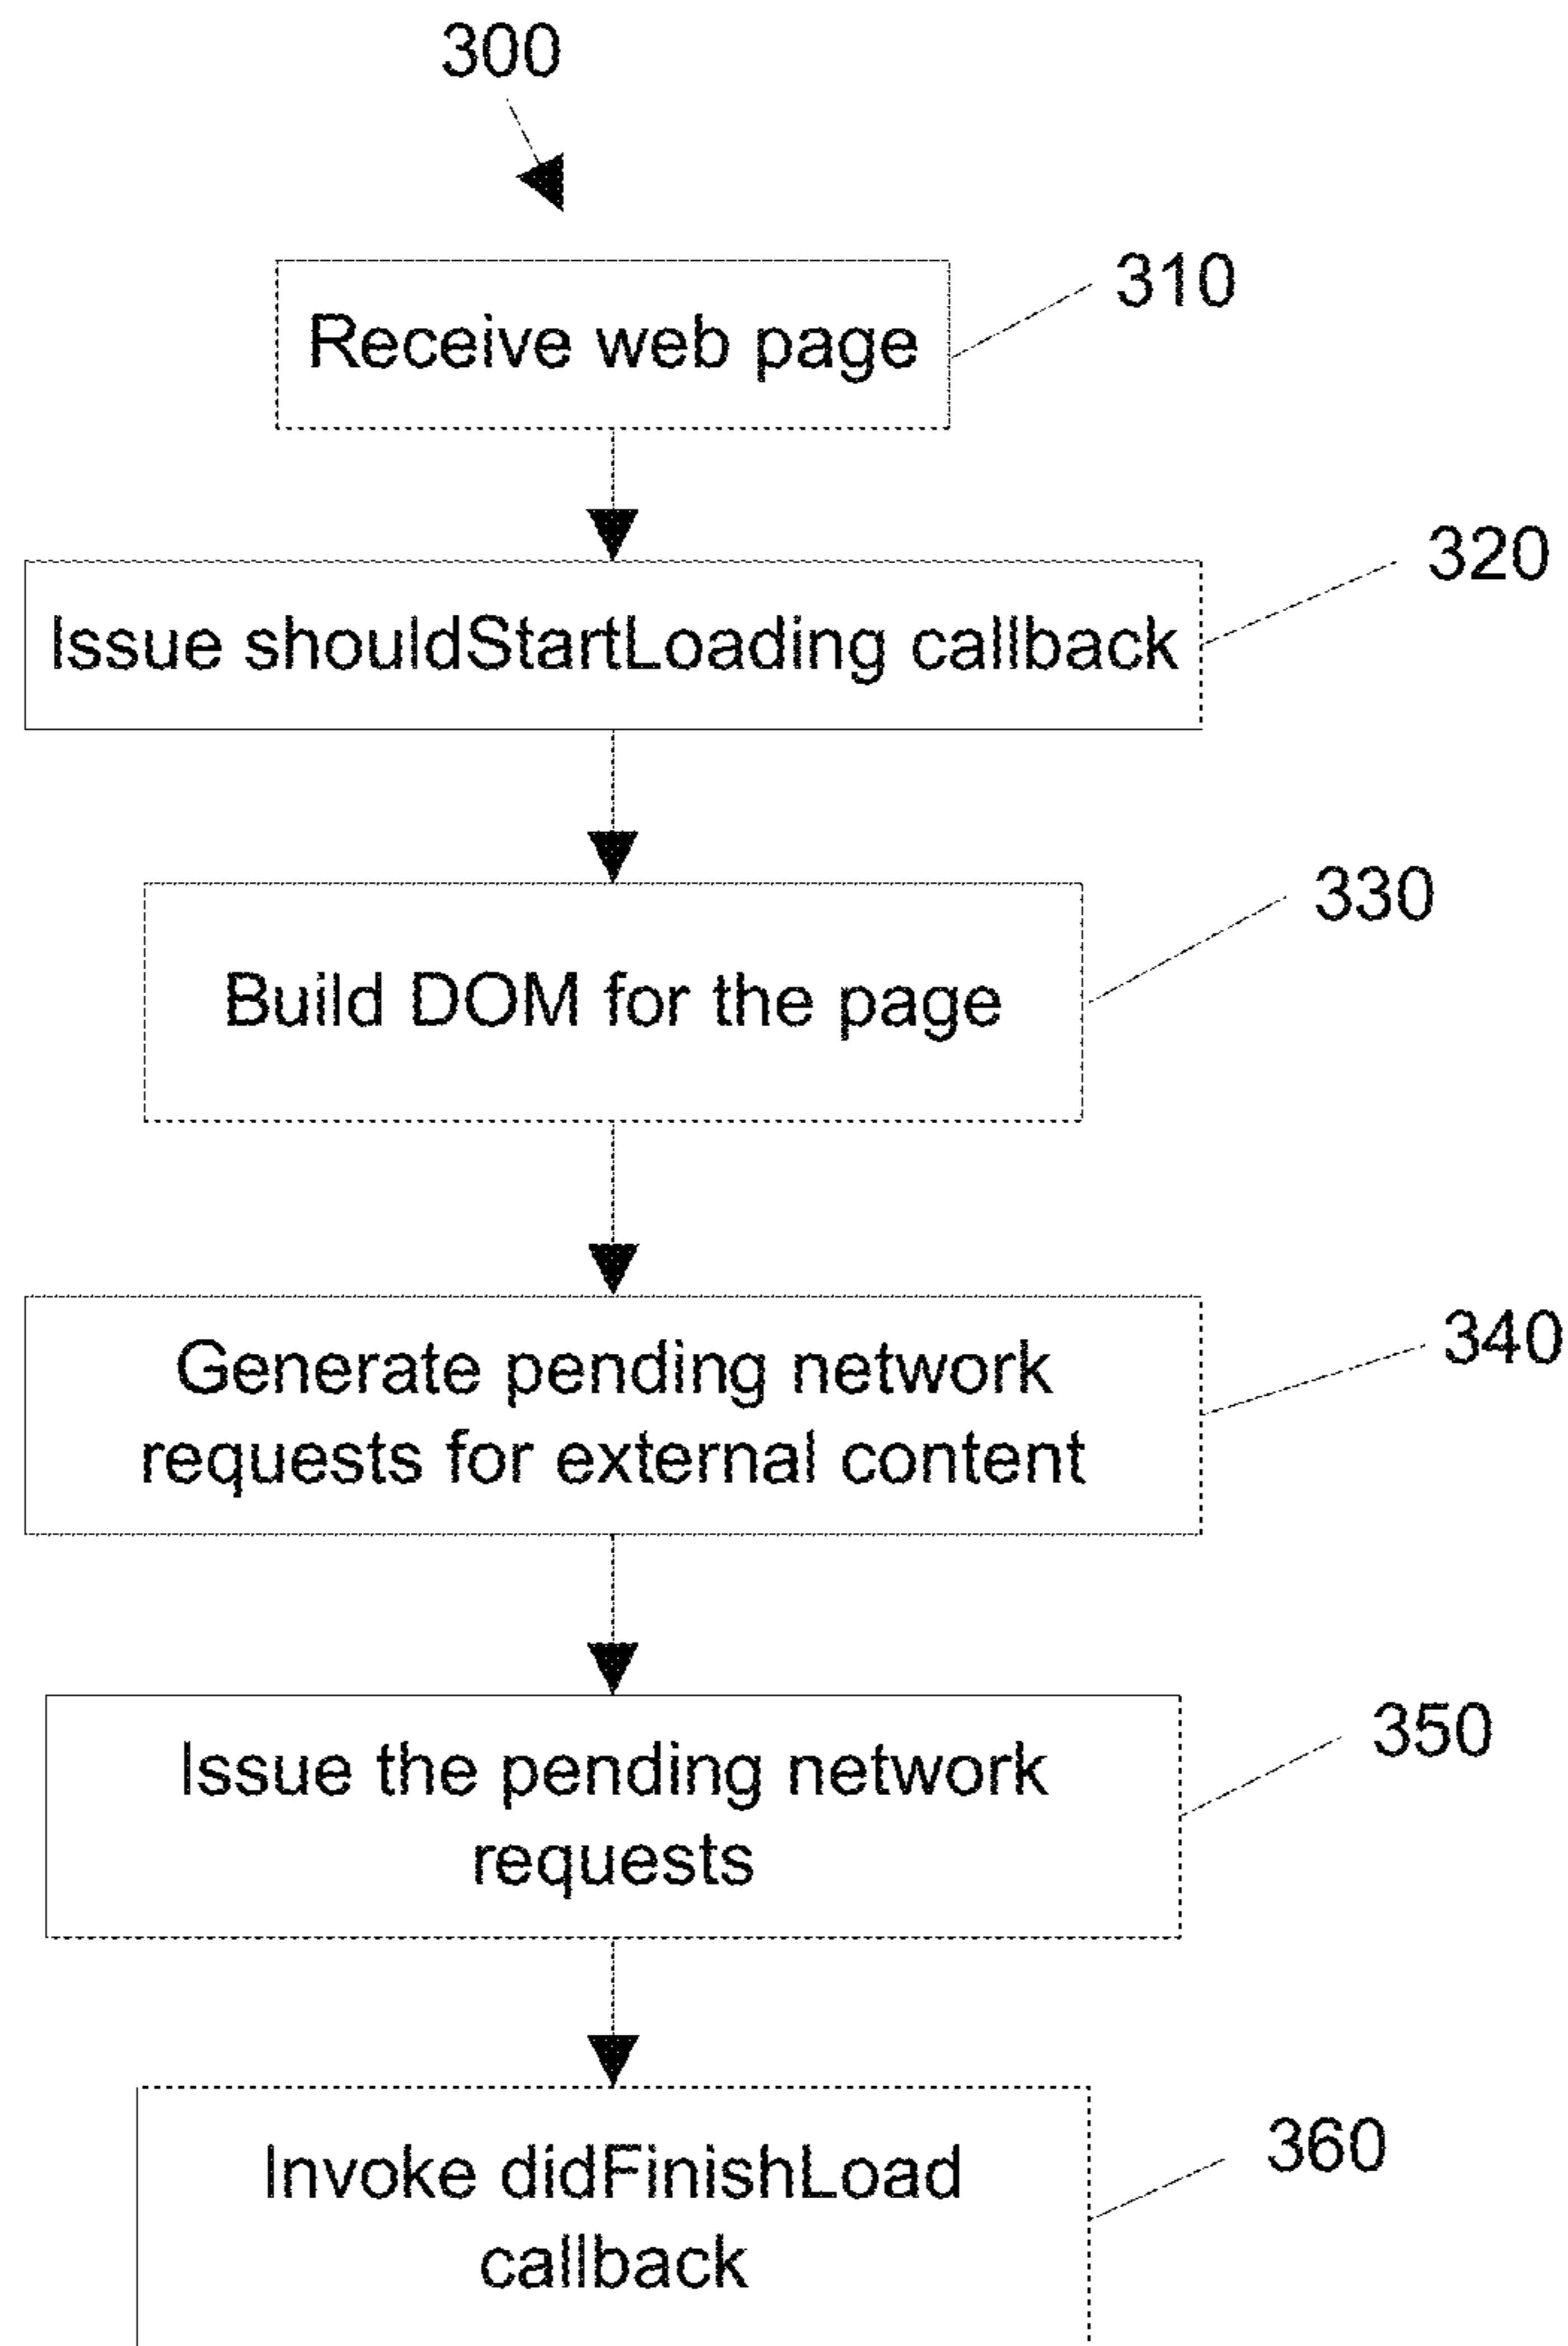 300
310
Receive web page
320
Issue shouldStartLoading callback
330
Build DOM for the page
340
Generate pending network
requests for external content
350
Issue the pending network
requests
360
Invoke didFinishLoad
callback